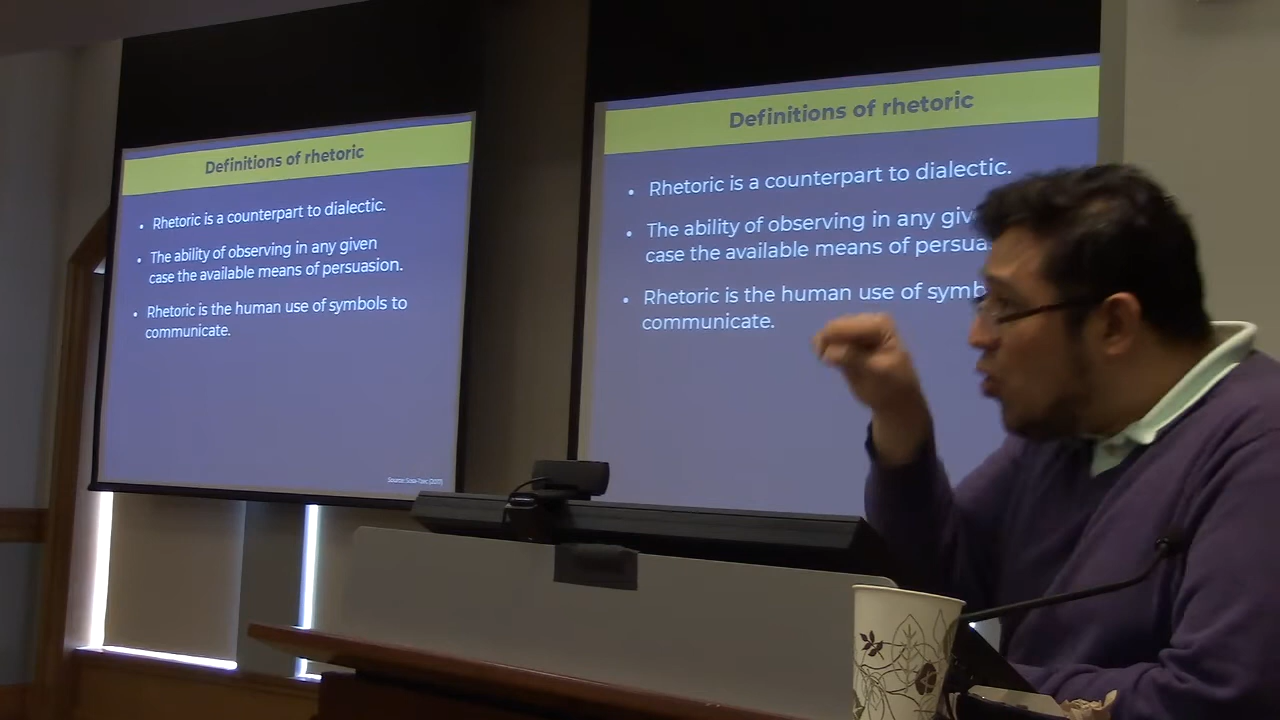 Definitions of rhetoric
• Rhetoric is a counterpart to dialectic.
• The ability of observing in any given
case the available means of persuasion.
• Rhetoric is the human use of symbols to
communicate.
Definitions of rhetoric
• Rhetoric is a counterpart to dialectic.
• The ability of observing in any giv
case the available means of persua
• Rhetoric is the human use of symb
communicate.